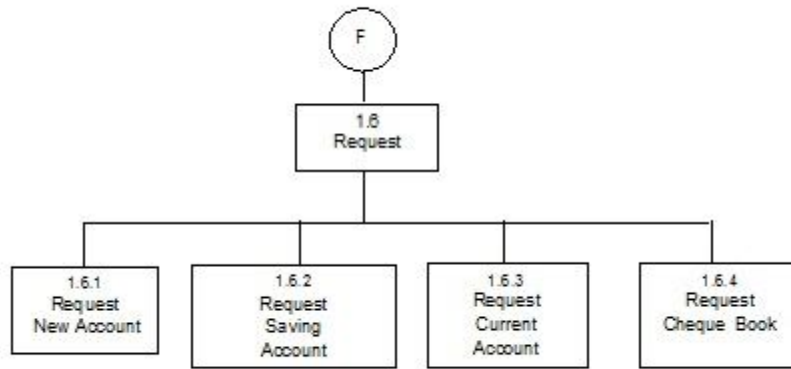 F
1.6
Request
1.6.1
Request
New Account
1.6.2
Request
Saving
Account
1.6.3
Request
Current
Account
1.6.4
Request
Cheque Book